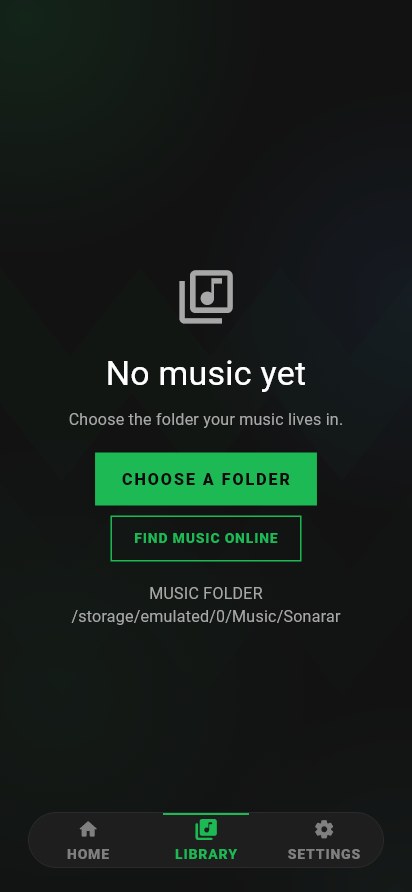 No music yet
Choose the folder your music lives in.
CHOOSE A FOLDER
FIND MUSIC ONLINE
MUSIC FOLDER
/storage/emulated/0/Music/Sonarar
HOME
LIBRARY
SETTINGS